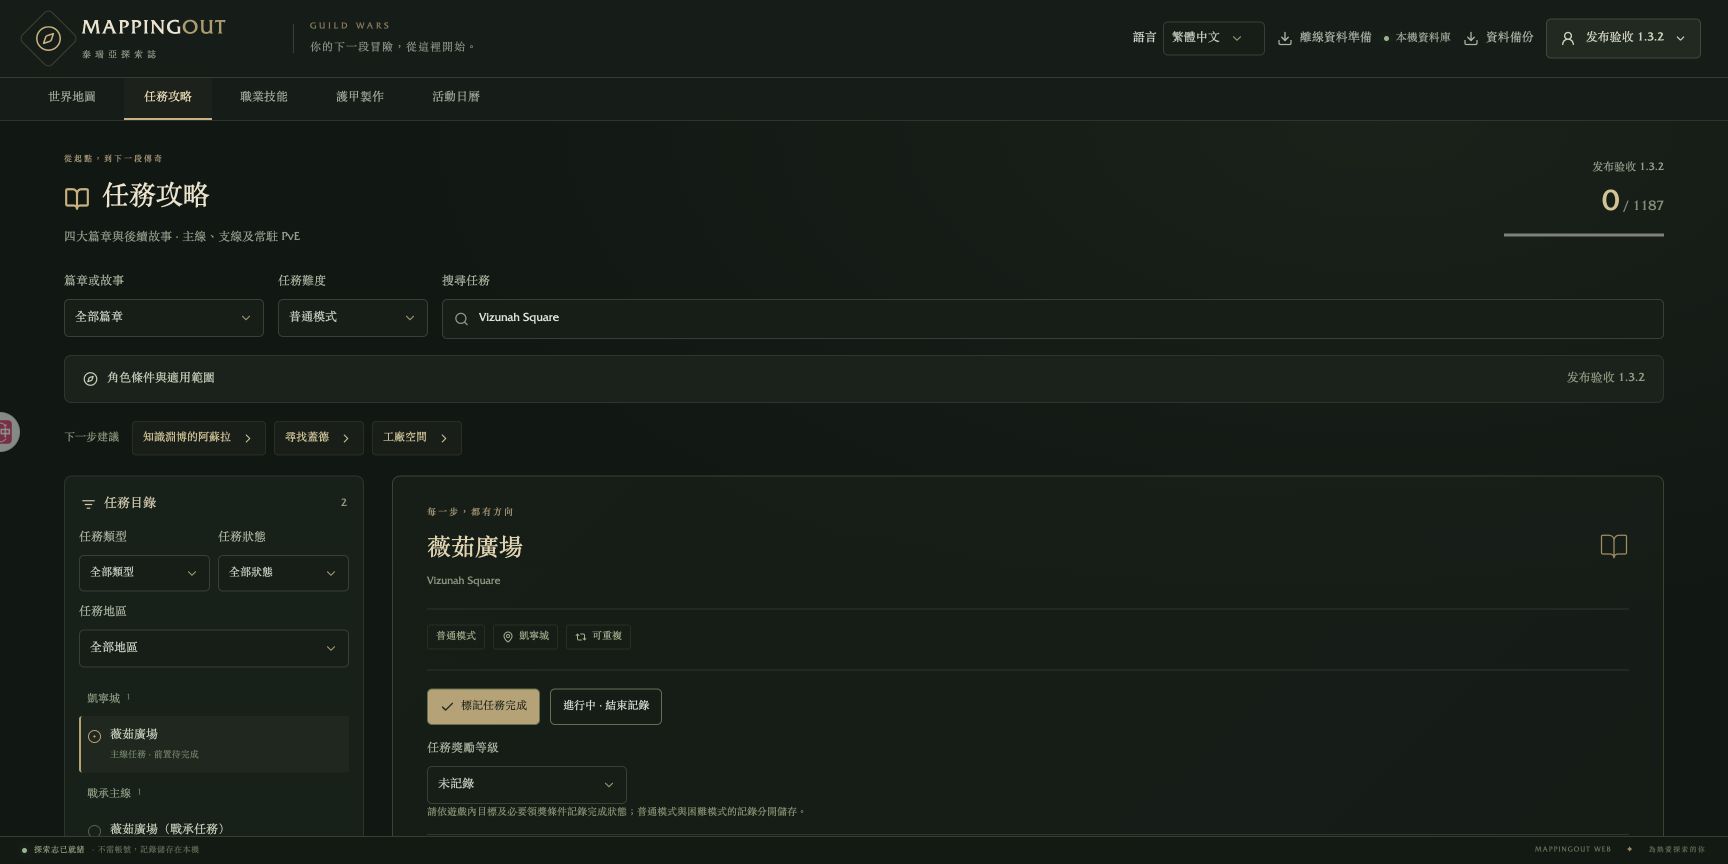 MAPPINGOUT
泰瑞亞探索誌
GUILD WARS
你的下一段冒險，從這裡開始。
語言
繁體中文
離線資料準備
本機資料庫
資料備份
发布验收 1.3.2
世界地圖
任務攻略
職業技能
護甲製作
活動日曆
從起點，到下一段傳奇
任務攻略
四大篇章與後續故事 · 主線、支線及常駐 PvE
发布验收 1.3.2
0 / 1187
篇章或故事
任務難度
搜尋任務
全部篇章
普通模式
Vizunah Square
角色條件與適用範圍
发布验收 1.3.2
中
下一步建議
知識淵博的阿蘇拉
尋找蓋德
工廠空間
任務目錄
2
任務類型
任務狀態
全部類型
全部狀態
任務地區
全部地區
凱寧城 1
薇茹廣場
主線任務 · 前置待完成
戰承主線 1
薇茹廣場（戰承任務）
每一步，都有方向
薇茹廣場
Vizunah Square
普通模式
凱寧城
可重複
標記任務完成
進行中 · 結束記錄
任務獎勵等級
未記錄
請依遊戲內目標及必要領獎條件記錄完成狀態；普通模式與困難模式的記錄分開儲存。
探索志已就緒 · 不需帳號，記錄儲存在本機
MAPPINGOUT WEB
為熱愛探索的你